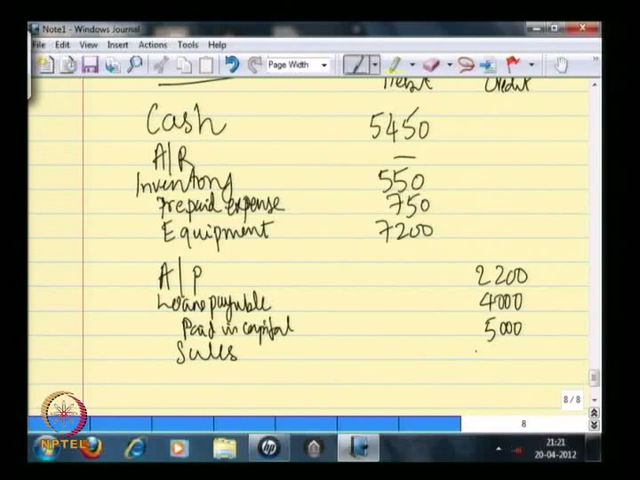 Note1 - Windows Journal
File Edit View Insert Actions Tools Help
Page Width
Debit Credit
Cash 5450
A/R —
Inventory 550
Prepaid expense 750
Equipment 7200
A/P 2200
Loans payable 4000
Paid in capital 5000
Sales
8/8
8
NPTEL
21:21
20-04-2012